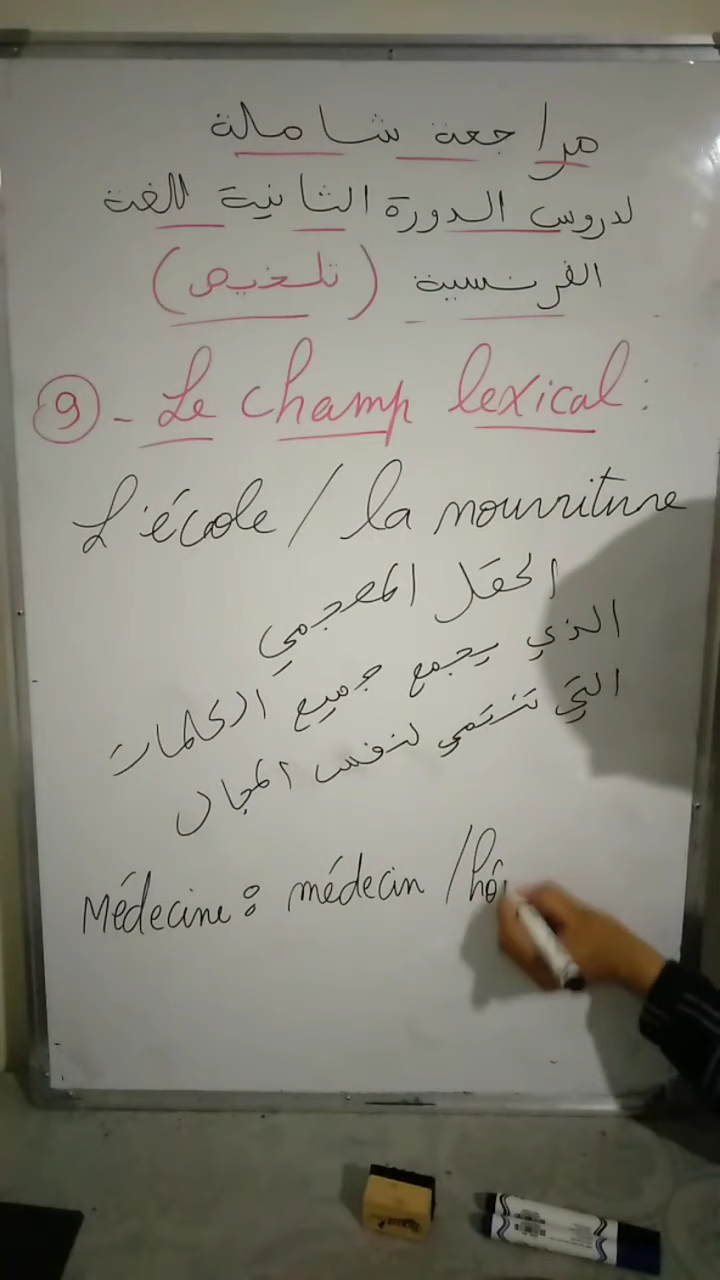 مراجعة شاملة
لدروس الدورة الثانية للغة
الفرنسية (تلخيص)
9 - Le champ lexical :
L'école / la nourriture
الحقل المعجمي
الذي يجمع جميع الكلمات
التي تنتمي لنفس المجال
Médecine : médecin / hô